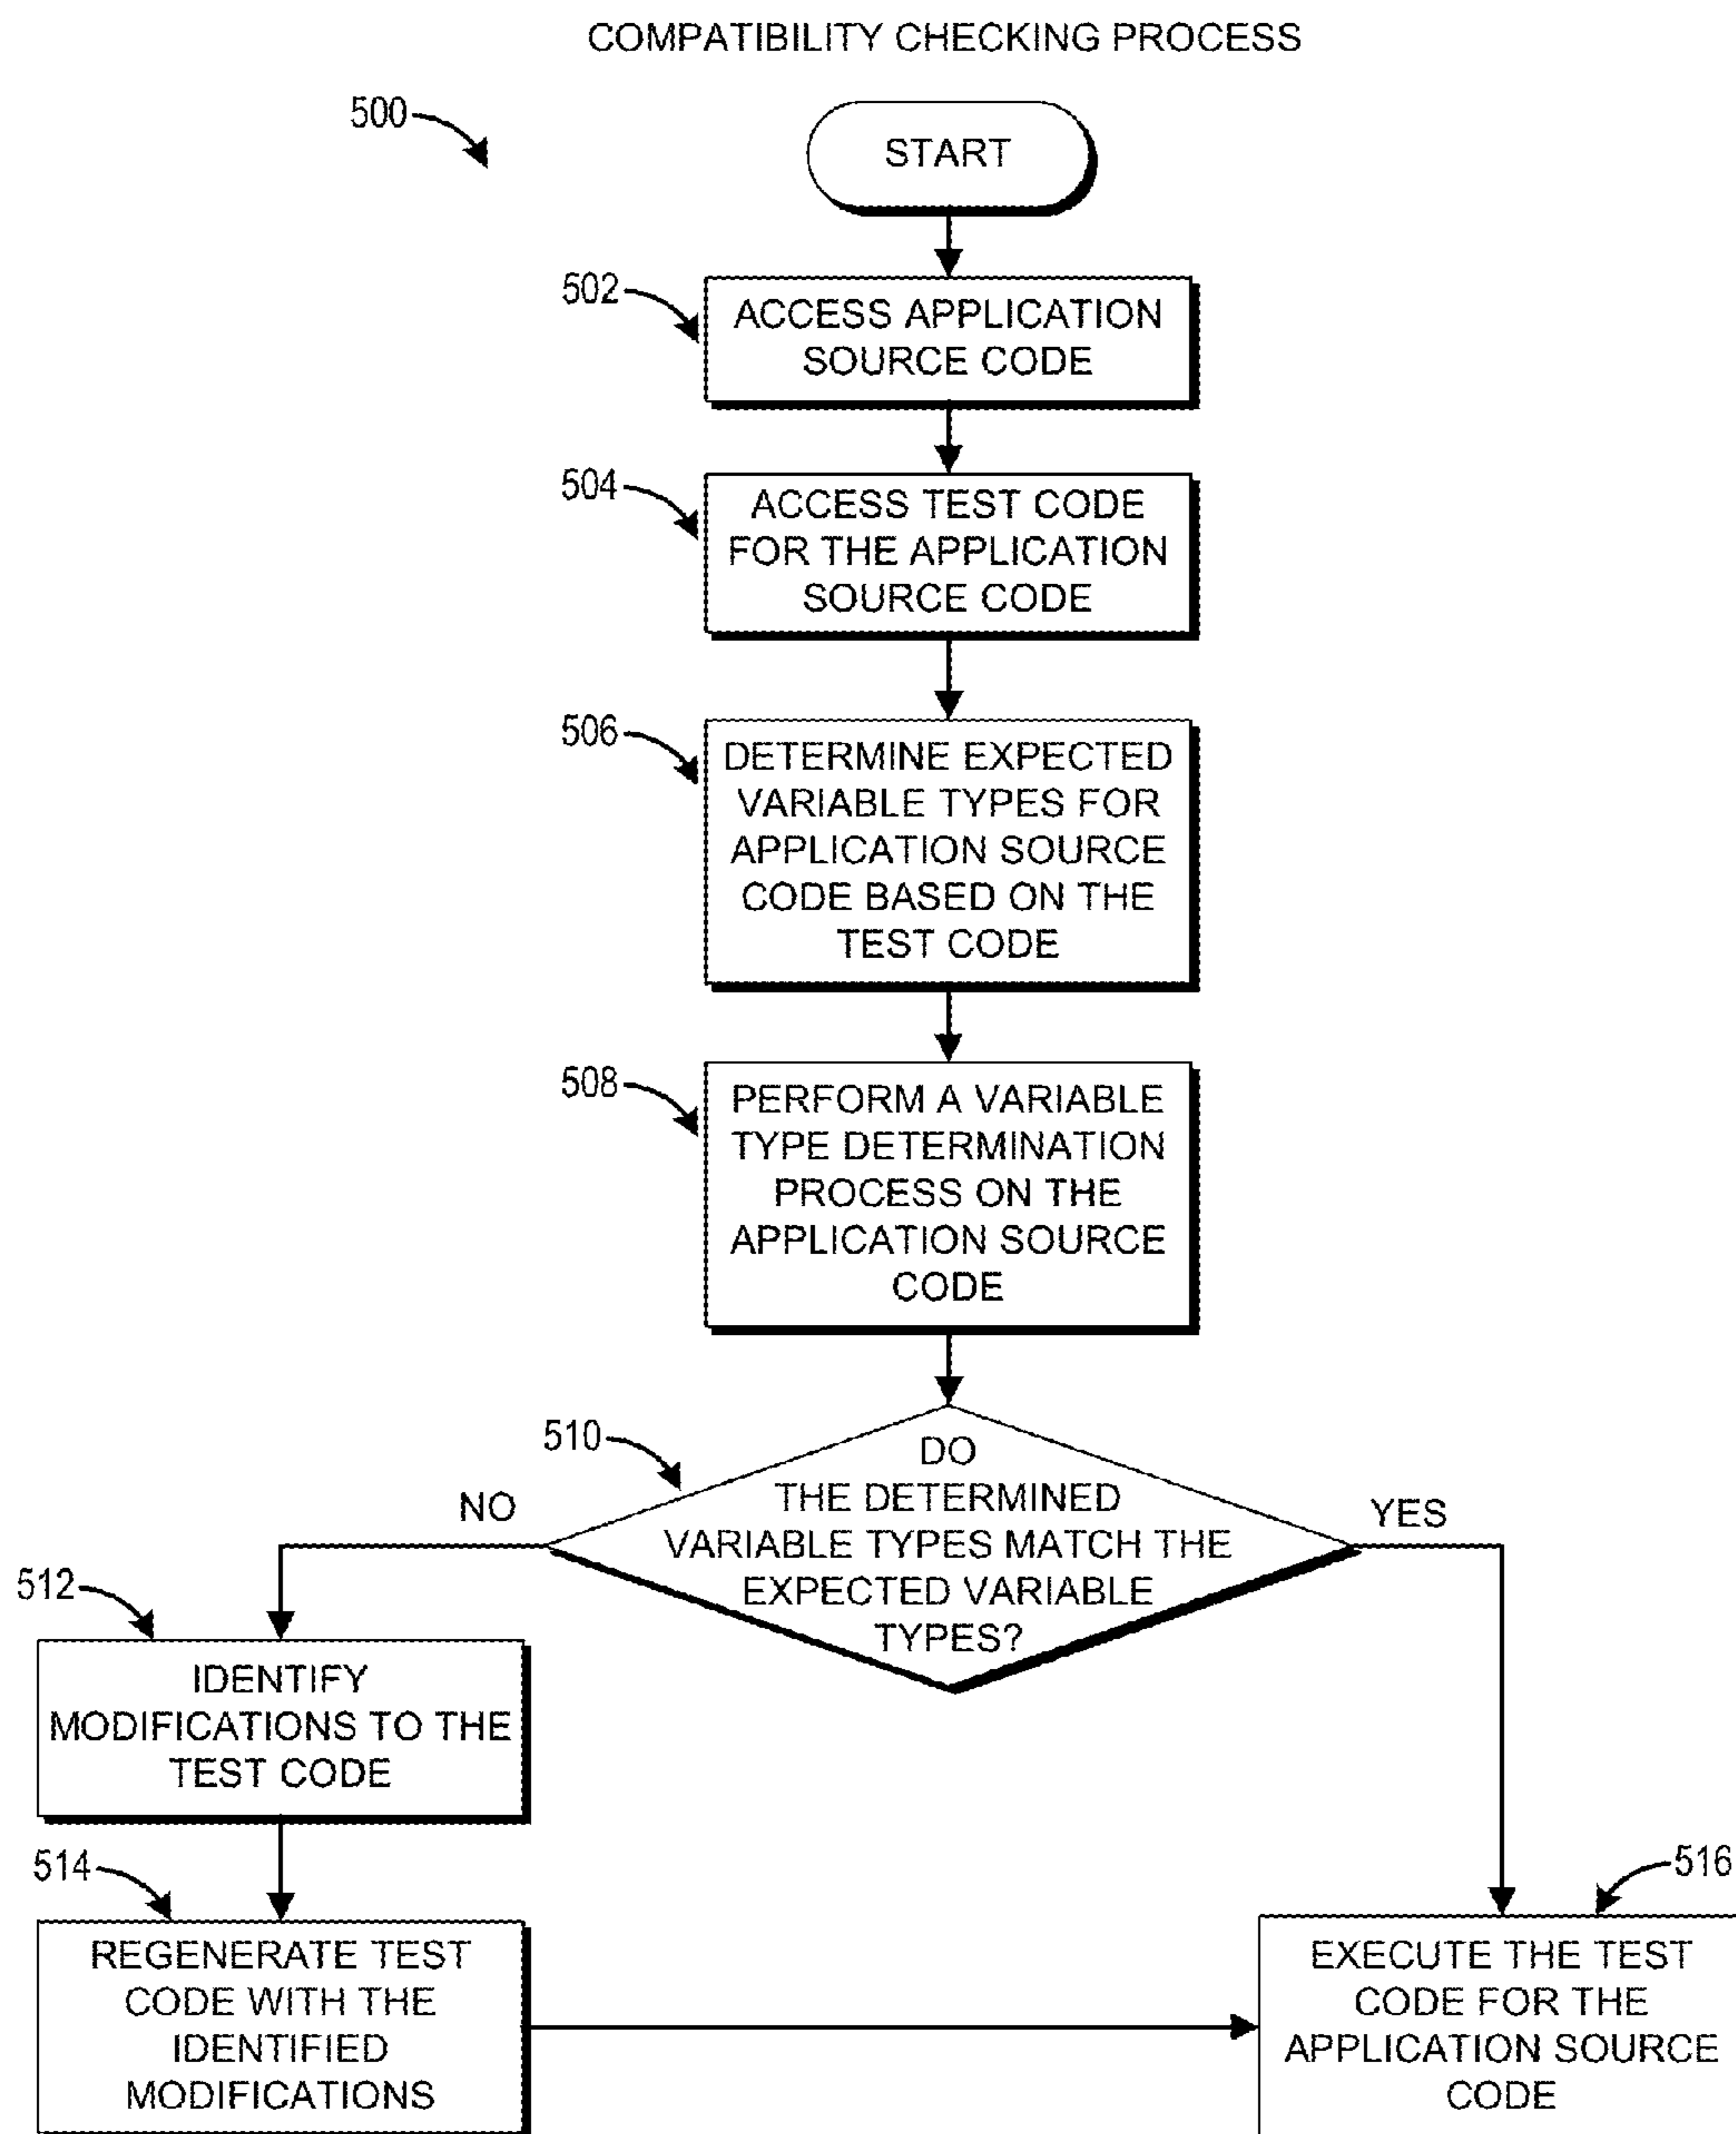 COMPATIBILITY CHECKING PROCESS
500
START
502
ACCESS APPLICATION
SOURCE CODE
504
ACCESS TEST CODE
FOR THE APPLICATION
SOURCE CODE
506
DETERMINE EXPECTED
VARIABLE TYPES FOR
APPLICATION SOURCE
CODE BASED ON THE
TEST CODE
508
PERFORM A VARIABLE
TYPE DETERMINATION
PROCESS ON THE
APPLICATION SOURCE
CODE
510
DO
THE DETERMINED
VARIABLE TYPES MATCH THE
EXPECTED VARIABLE
TYPES?
NO
YES
512
IDENTIFY
MODIFICATIONS TO THE
TEST CODE
514
REGENERATE TEST
CODE WITH THE
IDENTIFIED
MODIFICATIONS
516
EXECUTE THE TEST
CODE FOR THE
APPLICATION SOURCE
CODE